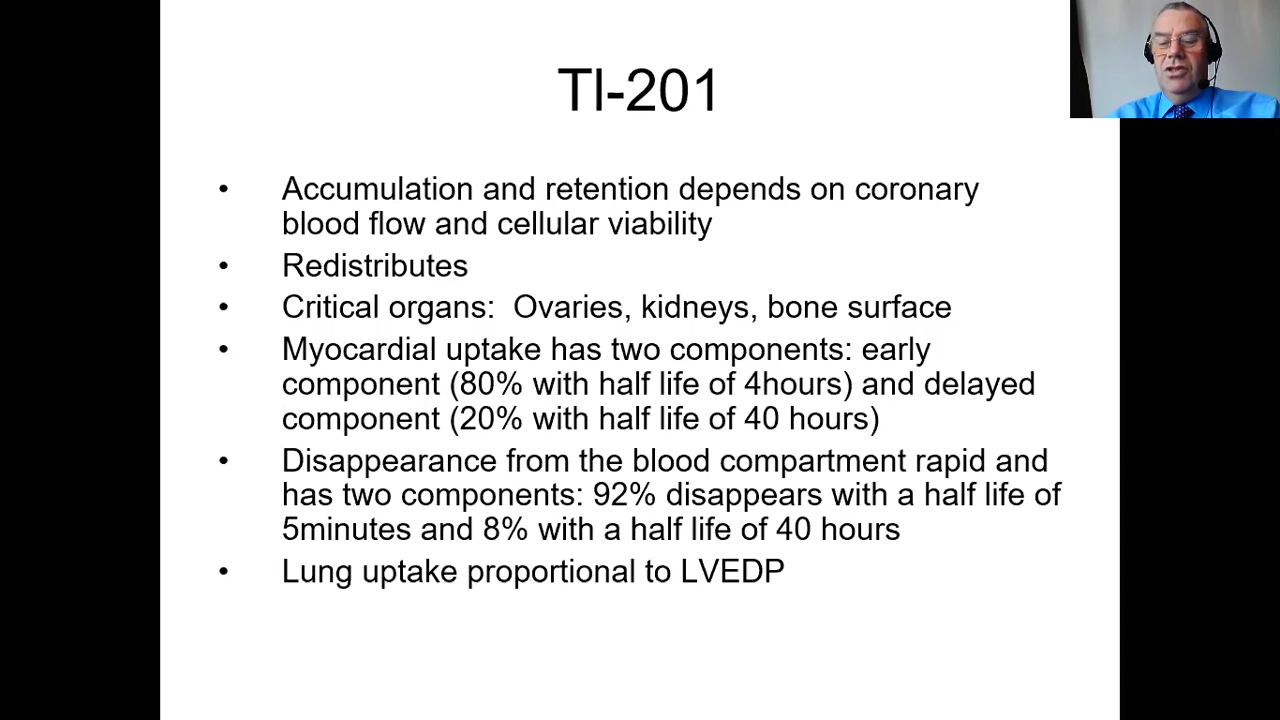 Tl-201
• Accumulation and retention depends on coronary
blood flow and cellular viability
• Redistributes
• Critical organs:  Ovaries, kidneys, bone surface
• Myocardial uptake has two components: early
component (80% with half life of 4hours) and delayed
component (20% with half life of 40 hours)
• Disappearance from the blood compartment rapid and
has two components: 92% disappears with a half life of
5minutes and 8% with a half life of 40 hours
• Lung uptake proportional to LVEDP